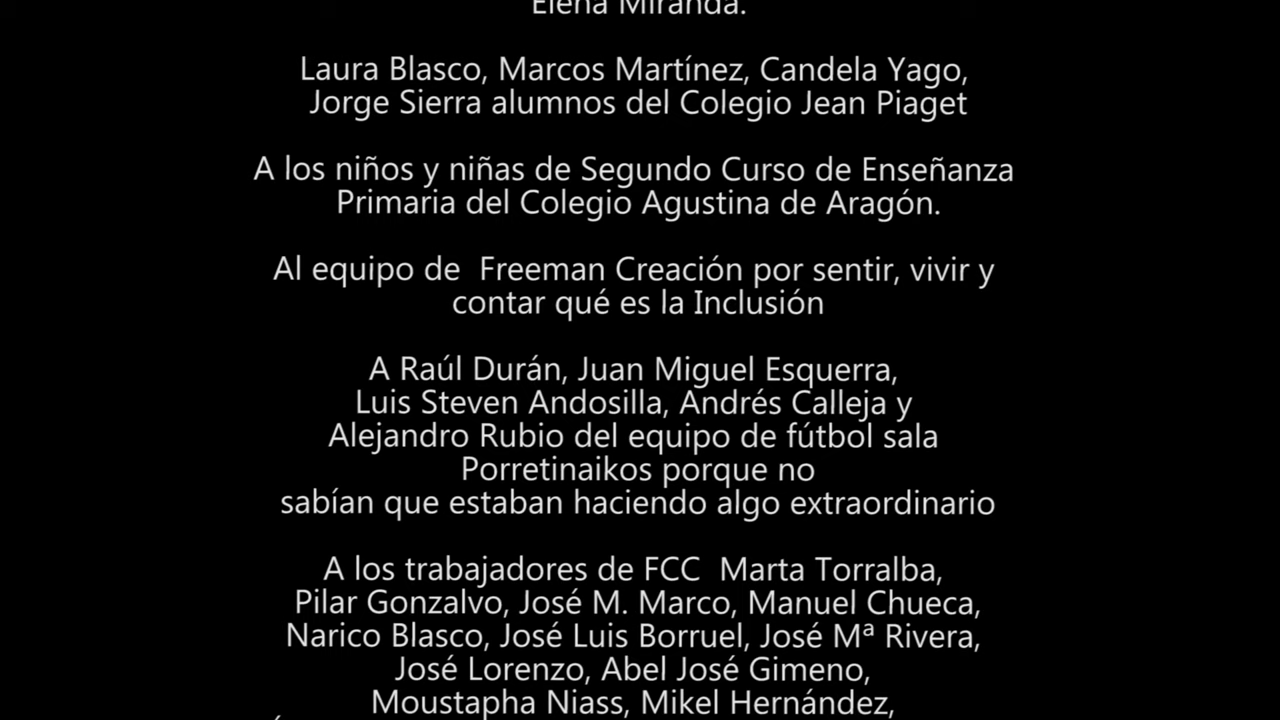 Elena Miranda.
Laura Blasco, Marcos Martínez, Candela Yago,
Jorge Sierra alumnos del Colegio Jean Piaget
A los niños y niñas de Segundo Curso de Enseñanza
Primaria del Colegio Agustina de Aragón.
Al equipo de  Freeman Creación por sentir, vivir y
contar qué es la Inclusión
A Raúl Durán, Juan Miguel Esquerra,
Luis Steven Andosilla, Andrés Calleja y
Alejandro Rubio del equipo de fútbol sala
Porretinaikos porque no
sabían que estaban haciendo algo extraordinario
A los trabajadores de FCC  Marta Torralba,
Pilar Gonzalvo, José M. Marco, Manuel Chueca,
Narico Blasco, José Luis Borruel, José Mª Rivera,
José Lorenzo, Abel José Gimeno,
Moustapha Niass, Mikel Hernández,